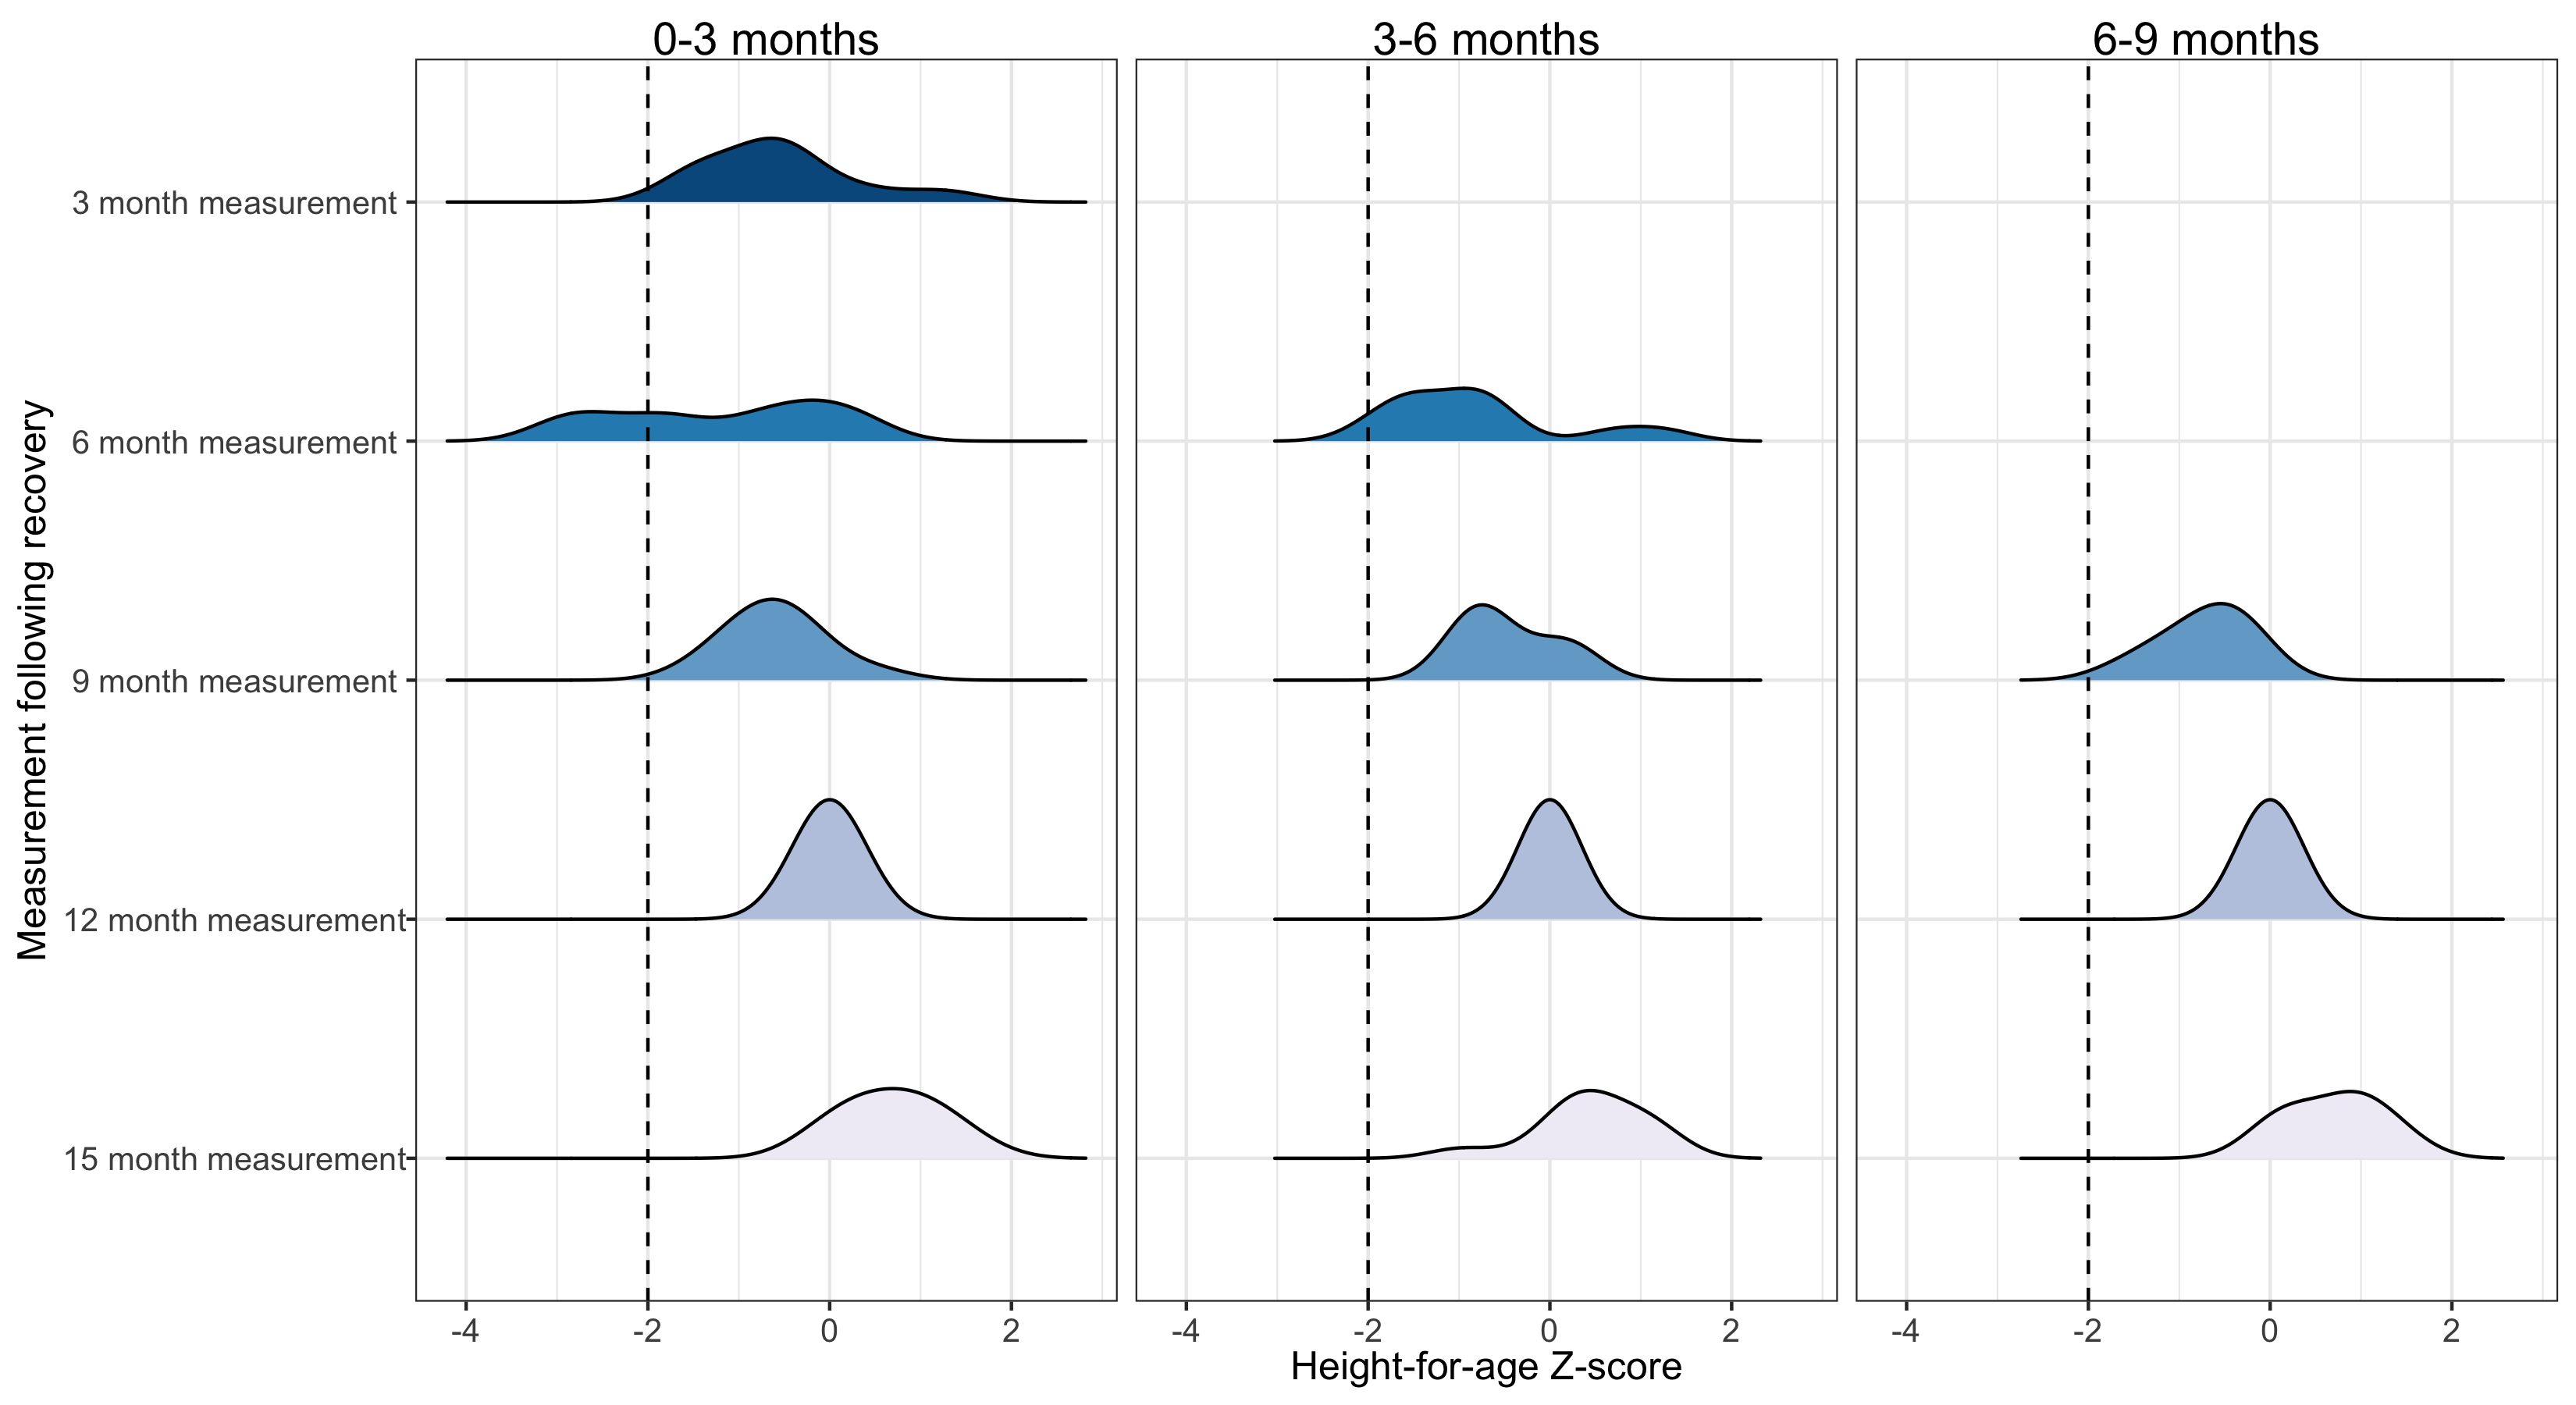 0-3 months
3-6 months
6-9 months
Measurement following recovery
3 month measurement
6 month measurement
9 month measurement
12 month measurement
15 month measurement
-4 -2 0 2
-4 -2 0 2
-4 -2 0 2
Height-for-age Z-score